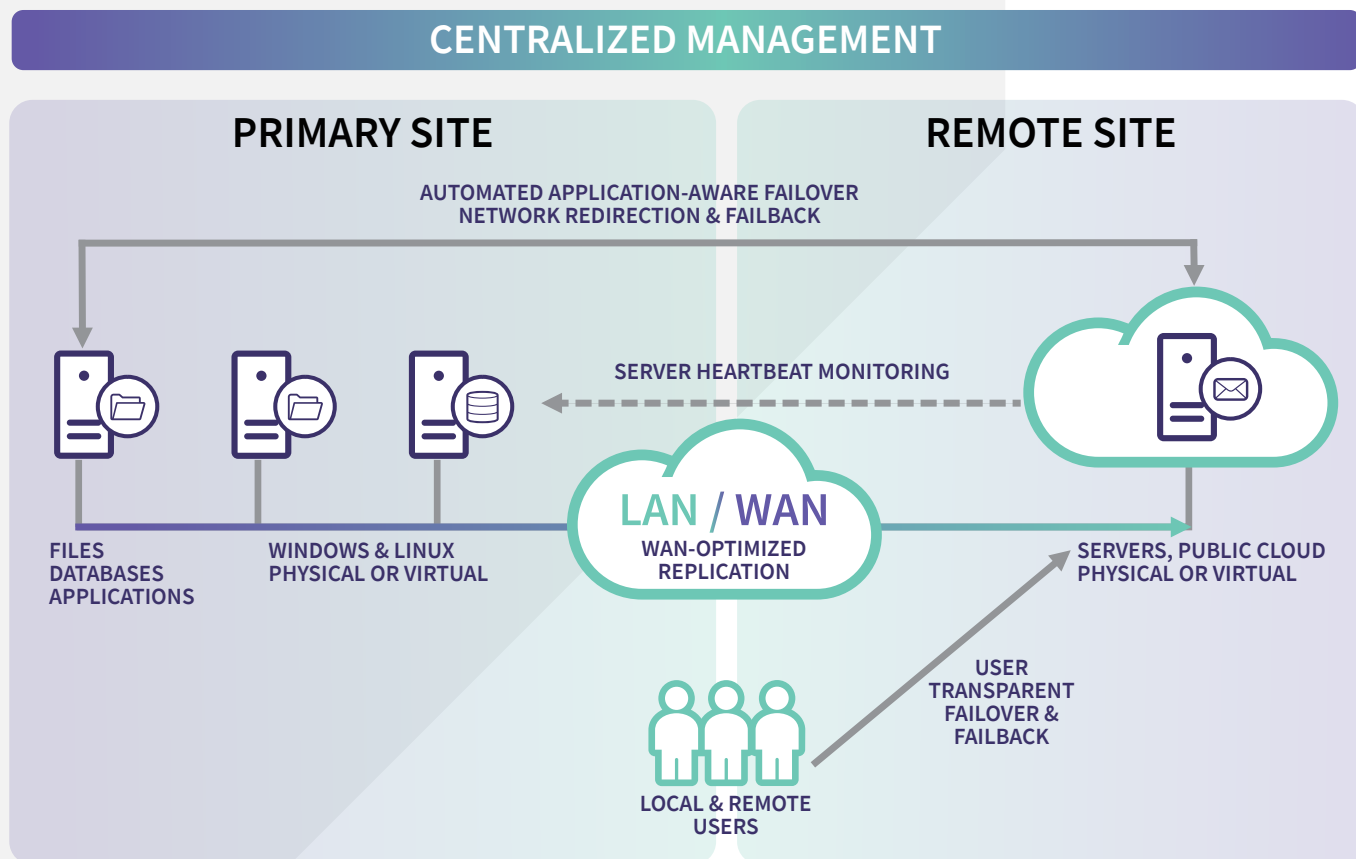 CENTRALIZED MANAGEMENT
PRIMARY SITE
REMOTE SITE
AUTOMATED APPLICATION-AWARE FAILOVER
NETWORK REDIRECTION & FAILBACK
SERVER HEARTBEAT MONITORING
LAN / WAN
WAN-OPTIMIZED
REPLICATION
FILES
DATABASES
APPLICATIONS
WINDOWS & LINUX
PHYSICAL OR VIRTUAL
SERVERS, PUBLIC CLOUD
PHYSICAL OR VIRTUAL
USER
TRANSPARENT
FAILOVER &
FAILBACK
LOCAL & REMOTE
USERS